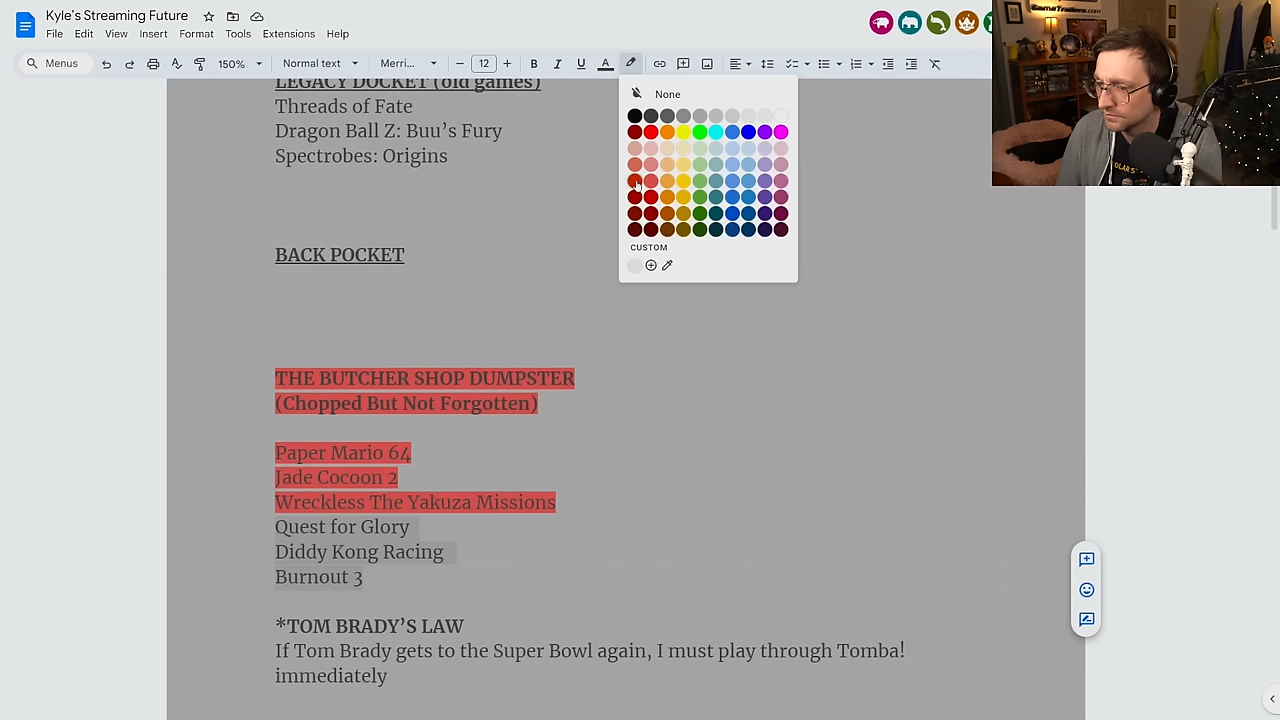 Kyle's Streaming Future
File Edit View Insert Format Extensions Help
Menus 150% Normal text Merri... 12
LEGACY POCKET (old games)
Threads of Fate
Dragon Ball Z: Buu's Fury
Spectrobes: Origins
None
CUSTOM
BACK POCKET
THE BUTCHER SHOP DUMPSTER
(Chopped But Not Forgotten)
Paper Mario 64
Jade Cocoon 2
Wreckless The Yakuza Missions
Quest for Glory
Diddy Kong Racing
Burnout 3
*TOM BRADY'S LAW
If Tom Brady gets to the Super Bowl again, I must play through Tomba!
immediately